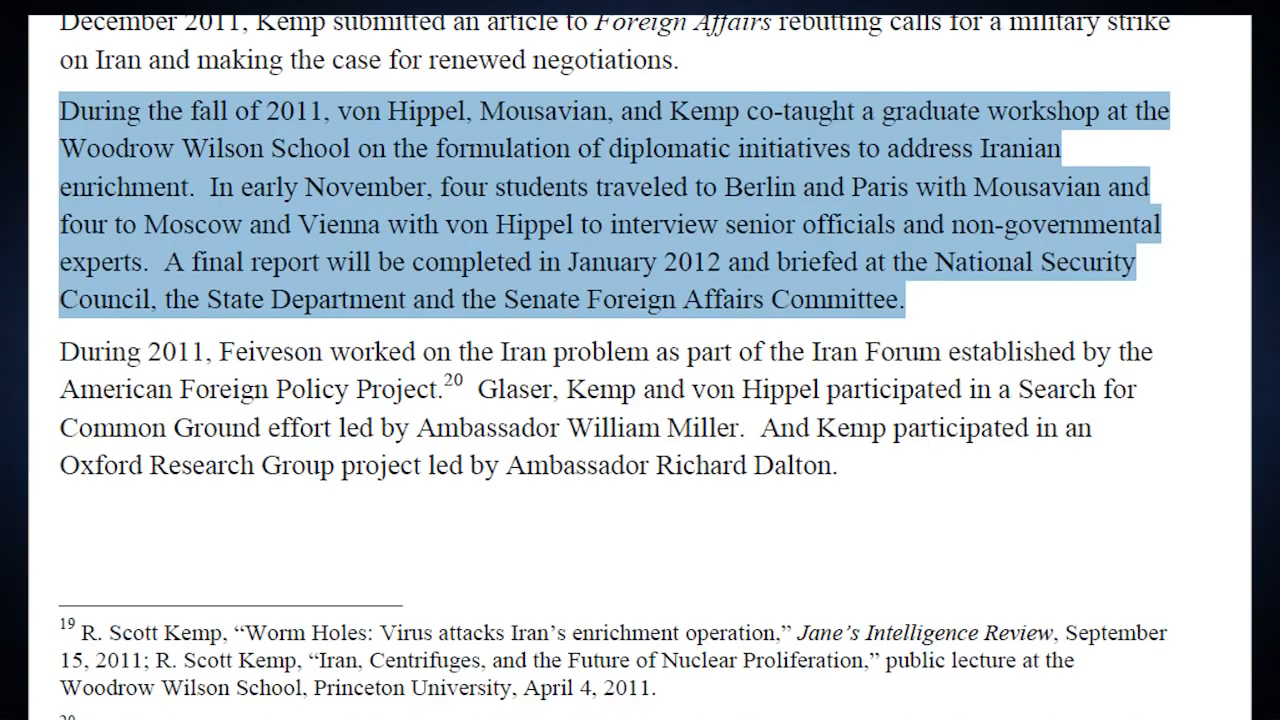 December 2011, Kemp submitted an article to Foreign Affairs rebutting calls for a military strike
on Iran and making the case for renewed negotiations.
During the fall of 2011, von Hippel, Mousavian, and Kemp co-taught a graduate workshop at the
Woodrow Wilson School on the formulation of diplomatic initiatives to address Iranian
enrichment.  In early November, four students traveled to Berlin and Paris with Mousavian and
four to Moscow and Vienna with von Hippel to interview senior officials and non-governmental
experts.  A final report will be completed in January 2012 and briefed at the National Security
Council, the State Department and the Senate Foreign Affairs Committee.
During 2011, Feiveson worked on the Iran problem as part of the Iran Forum established by the
American Foreign Policy Project.20  Glaser, Kemp and von Hippel participated in a Search for
Common Ground effort led by Ambassador William Miller.  And Kemp participated in an
Oxford Research Group project led by Ambassador Richard Dalton.
19 R. Scott Kemp, “Worm Holes: Virus attacks Iran’s enrichment operation,” Jane’s Intelligence Review, September
15, 2011; R. Scott Kemp, “Iran, Centrifuges, and the Future of Nuclear Proliferation,” public lecture at the
Woodrow Wilson School, Princeton University, April 4, 2011.